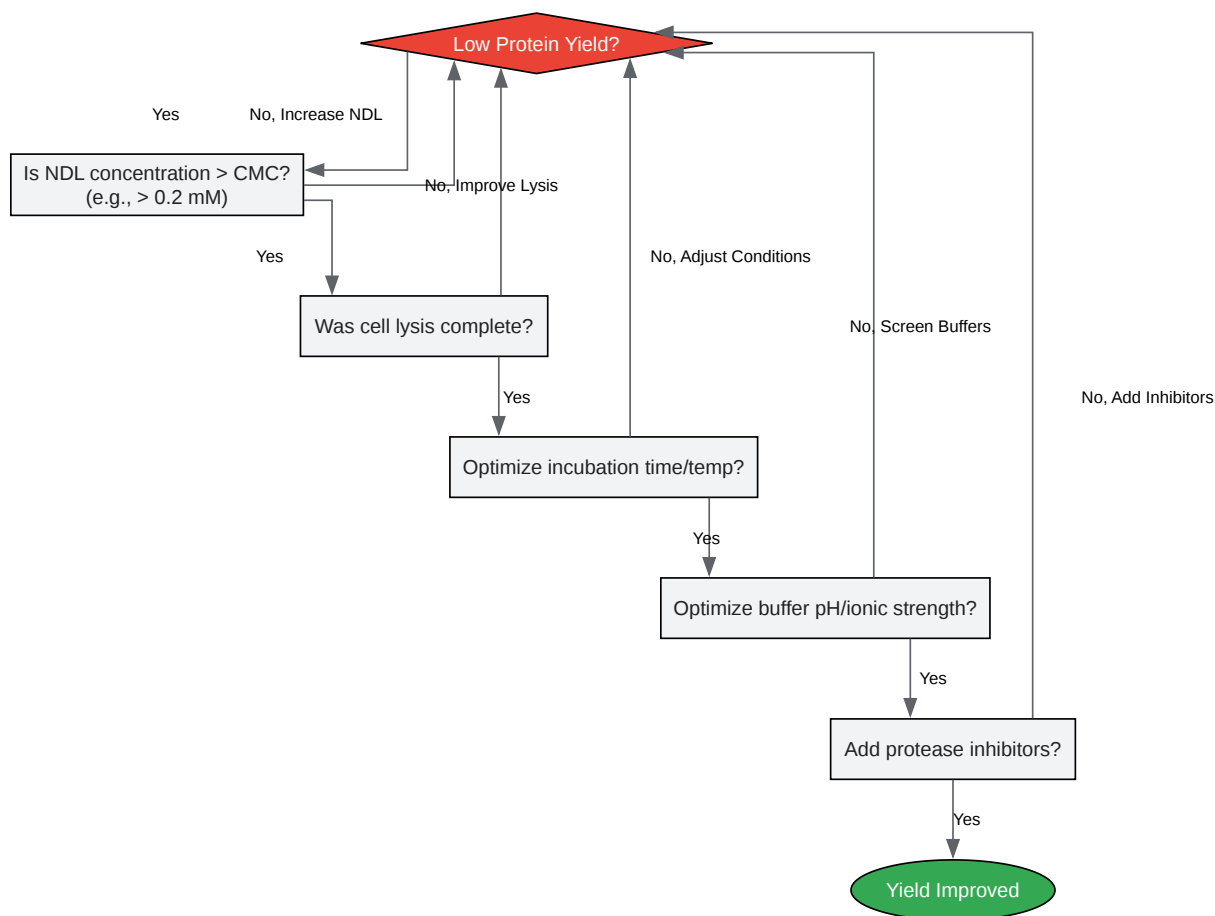 Low Protein Yield?
Yes
No, Increase NDL
Is NDL concentration > CMC?
(e.g., > 0.2 mM)
No, Improve Lysis
Yes
No, Adjust Conditions
Was cell lysis complete?
No, Screen Buffers
Yes
No, Add Inhibitors
Optimize incubation time/temp?
Yes
Optimize buffer pH/ionic strength?
Yes
Add protease inhibitors?
Yes
Yield Improved